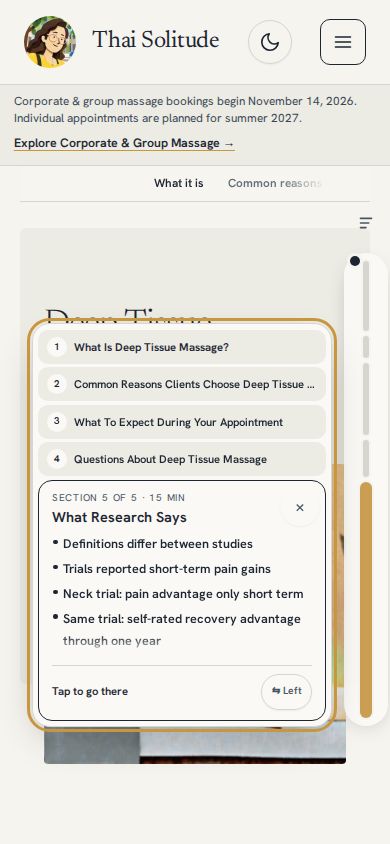 Thai Solitude
Corporate & group massage bookings begin November 14, 2026.
Individual appointments are planned for summer 2027.
Explore Corporate & Group Massage →
What it is
Common reasons
Deep Tissue
1 What Is Deep Tissue Massage?
2 Common Reasons Clients Choose Deep Tissue ...
3 What To Expect During Your Appointment
4 Questions About Deep Tissue Massage
SECTION 5 OF 5 · 15 MIN
What Research Says
• Definitions differ between studies
• Trials reported short-term pain gains
• Neck trial: pain advantage only short term
• Same trial: self-rated recovery advantage
through one year
Tap to go there
⇆ Left